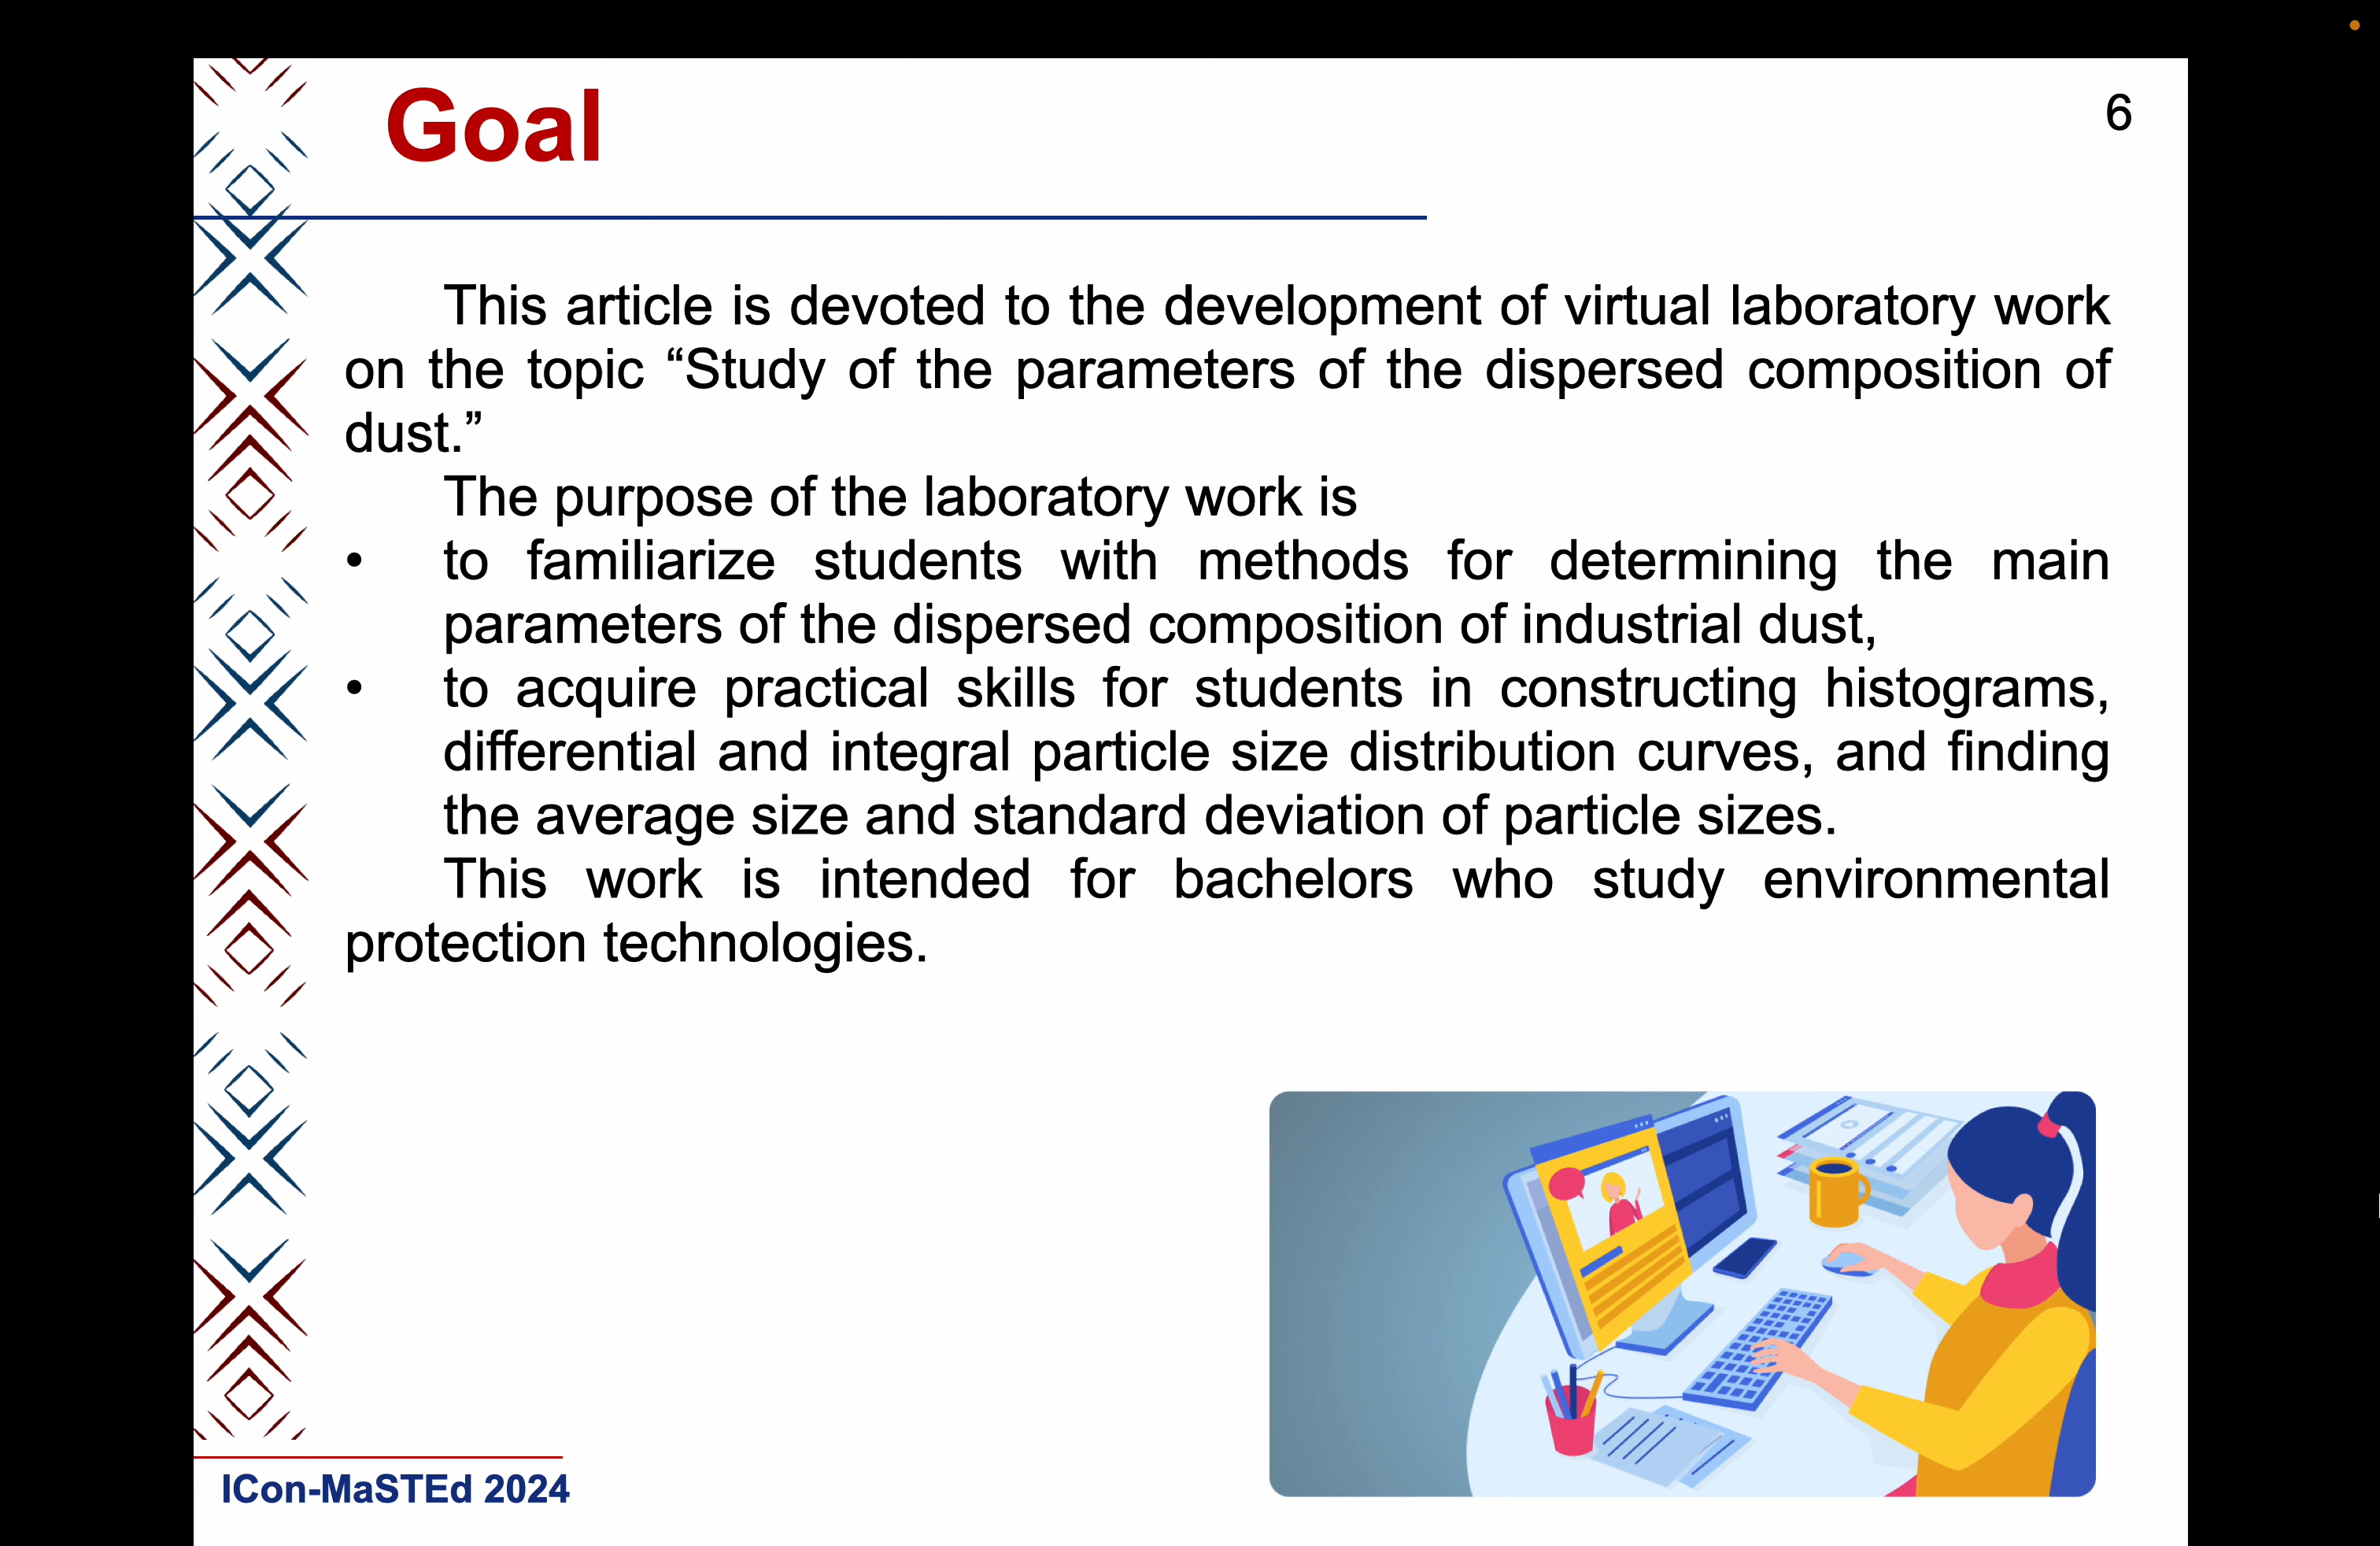 Goal
6
This article is devoted to the development of virtual laboratory work
on the topic “Study of the parameters of the dispersed composition of
dust.”
The purpose of the laboratory work is
• to familiarize students with methods for determining the main
parameters of the dispersed composition of industrial dust,
• to acquire practical skills for students in constructing histograms,
differential and integral particle size distribution curves, and finding
the average size and standard deviation of particle sizes.
This work is intended for bachelors who study environmental
protection technologies.
ICon-MaSTEd 2024